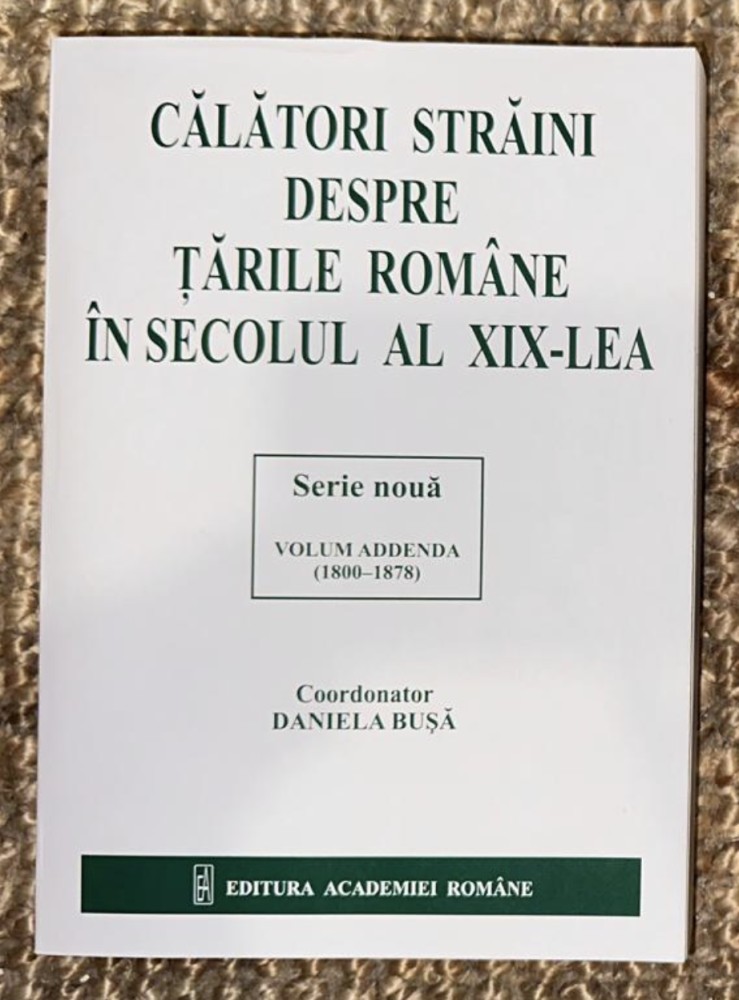 CĂLĂTORI STRĂINI
DESPRE
ȚĂRILE ROMÂNE
ÎN SECOLUL AL XIX-LEA
Serie nouă
VOLUM ADDENDA
(1800–1878)
Coordonator
DANIELA BUȘĂ
EA EDITURA ACADEMIEI ROMÂNE